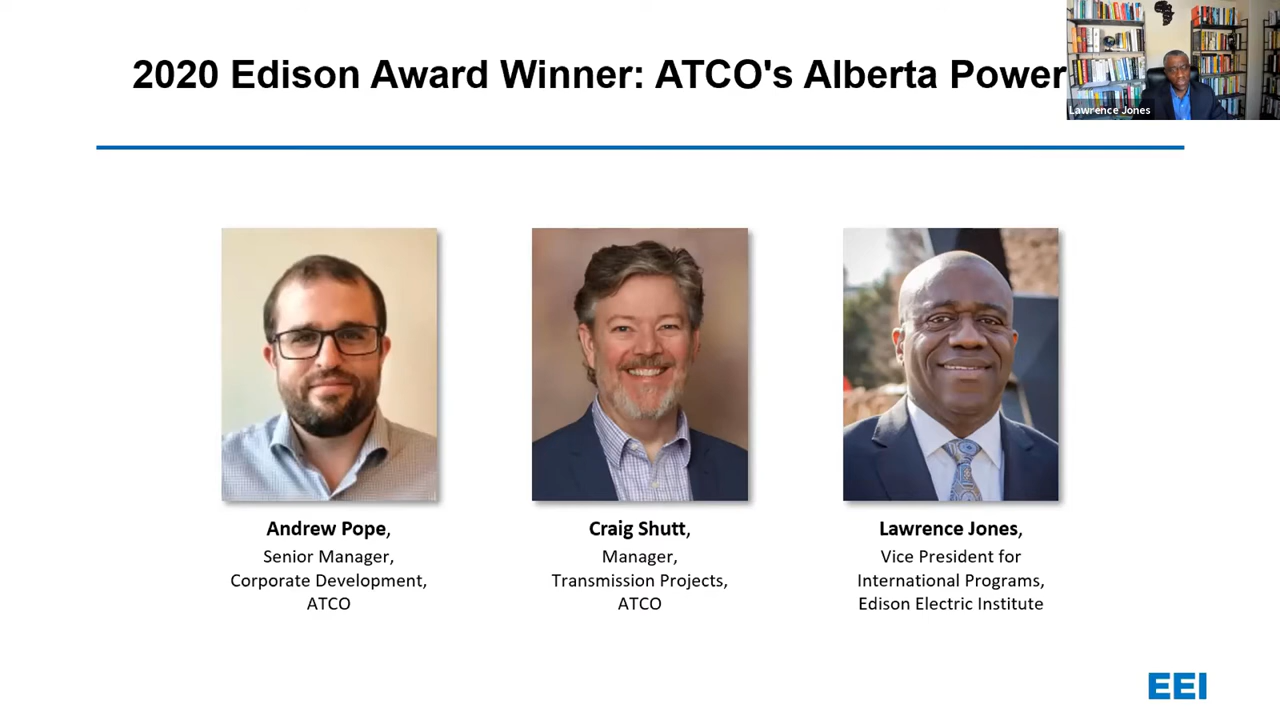 2020 Edison Award Winner: ATCO's Alberta Power
Lawrence Jones
Andrew Pope,
Senior Manager,
Corporate Development,
ATCO
Craig Shutt,
Manager,
Transmission Projects,
ATCO
Lawrence Jones,
Vice President for
International Programs,
Edison Electric Institute
EEI